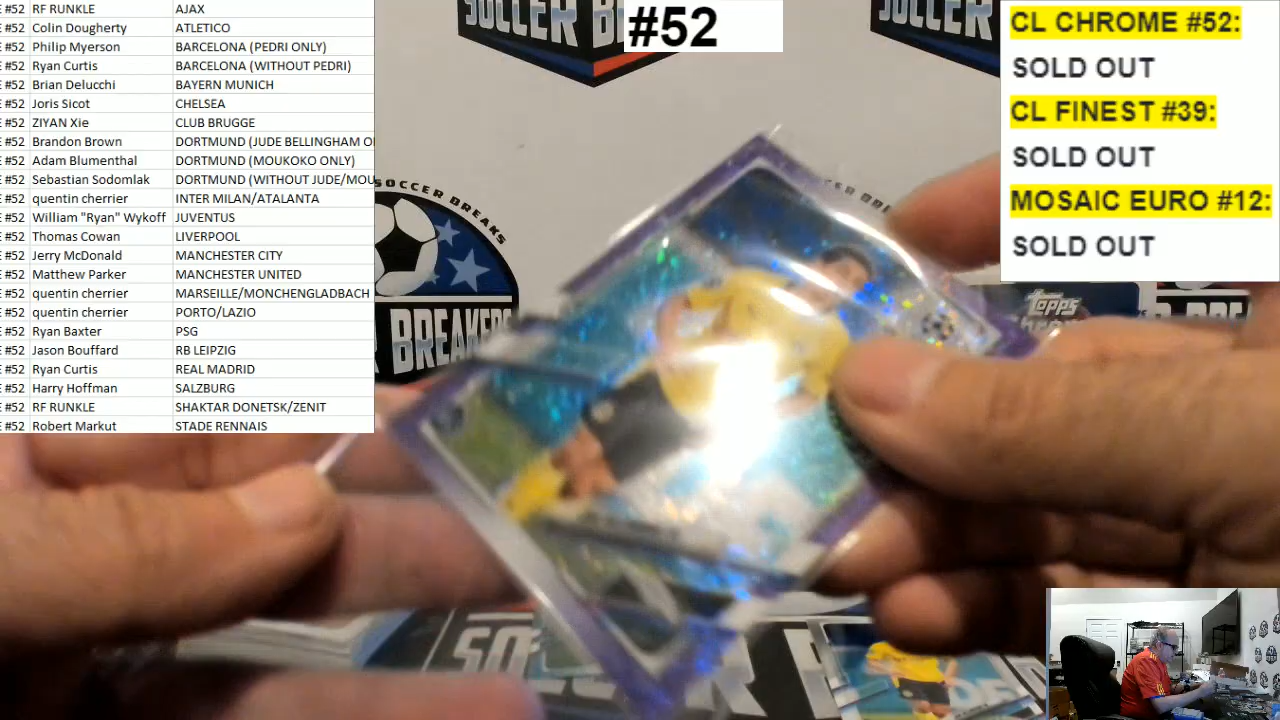 E #52 RF RUNKLE AJAX
E #52 Colin Dougherty ATLETICO
E #52 Philip Myerson BARCELONA (PEDRI ONLY)
E #52 Ryan Curtis BARCELONA (WITHOUT PEDRI)
E #52 Brian Delucchi BAYERN MUNICH
E #52 Joris Sicot CHELSEA
E #52 ZIYAN Xie CLUB BRUGGE
E #52 Brandon Brown DORTMUND (JUDE BELLINGHAM O
E #52 Adam Blumenthal DORTMUND (MOUKOKO ONLY)
E #52 Sebastian Sodomlak DORTMUND (WITHOUT JUDE/MOU
E #52 quentin cherrier INTER MILAN/ATALANTA
E #52 William "Ryan" Wykoff JUVENTUS
E #52 Thomas Cowan LIVERPOOL
E #52 Jerry McDonald MANCHESTER CITY
E #52 Matthew Parker MANCHESTER UNITED
E #52 quentin cherrier MARSEILLE/MONCHENGLADBACH
E #52 quentin cherrier PORTO/LAZIO
E #52 Ryan Baxter PSG
E #52 Jason Bouffard RB LEIPZIG
E #52 Ryan Curtis REAL MADRID
E #52 Harry Hoffman SALZBURG
E #52 RF RUNKLE SHAKTAR DONETSK/ZENIT
E #52 Robert Markut STADE RENNAIS
#52
CL CHROME #52:
SOLD OUT
CL FINEST #39:
SOLD OUT
MOSAIC EURO #12:
SOLD OUT
SOCCER B
SOCCER BREAKS
BREAKE
Topps
Chrom
SOC